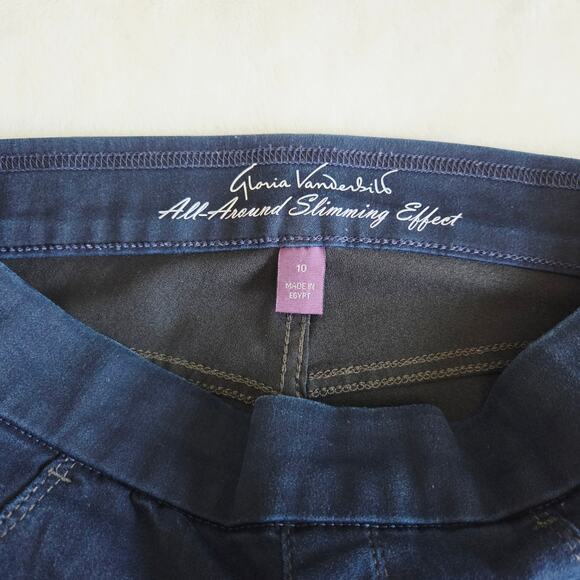 Gloria Vanderbilt
All-Around Slimming Effect
10
MADE IN
EGYPT